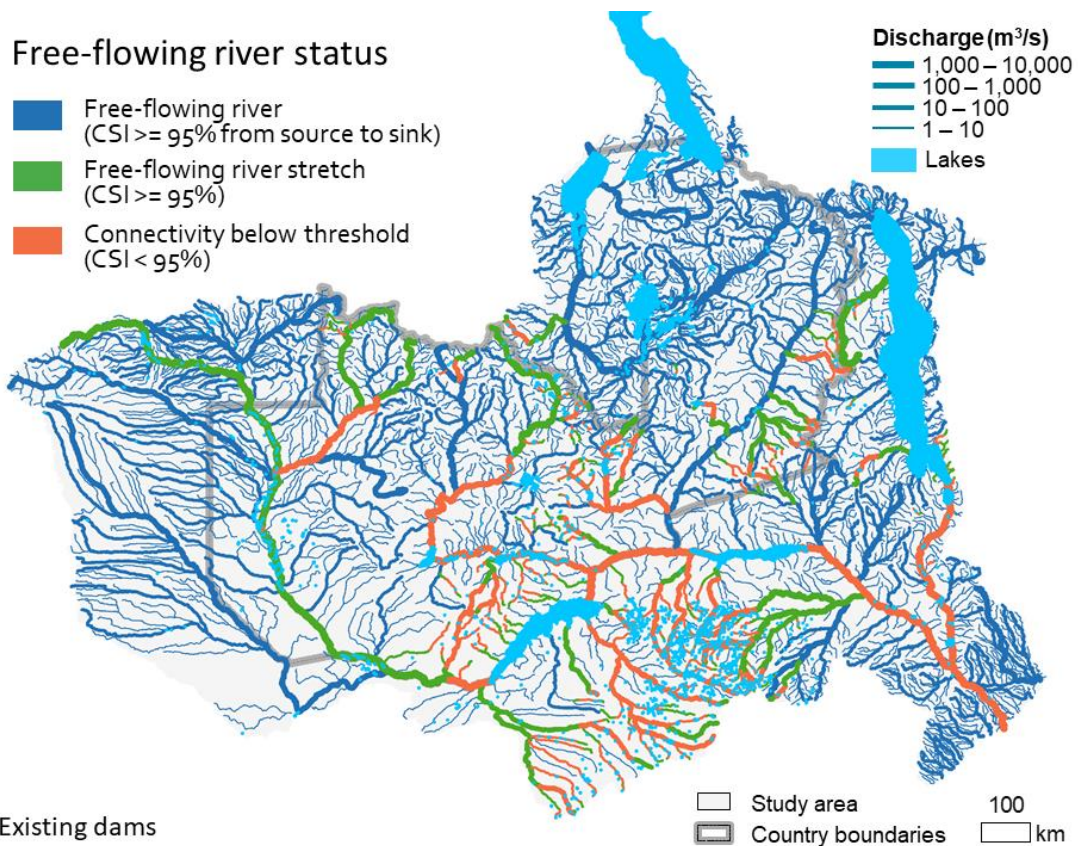 Free-flowing river status
Free-flowing river
(CSI >= 95% from source to sink)
Free-flowing river stretch
(CSI >= 95%)
Connectivity below threshold
(CSI < 95%)
Discharge (m³/s)
1,000 – 10,000
100 – 1,000
10 – 100
1 – 10
Lakes
Existing dams
Study area
Country boundaries
100
km